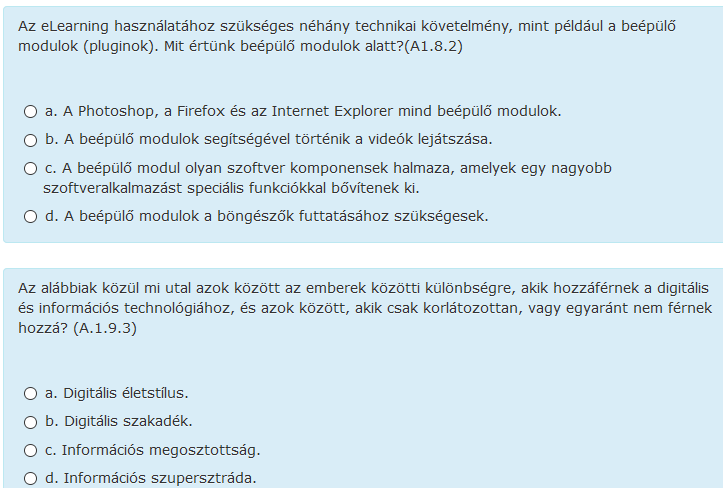 Az eLearning használatához szükséges néhány technikai követelmény, mint például a beépülő
modulok (pluginok). Mit értünk beépülő modulok alatt?(A1.8.2)
a. A Photoshop, a Firefox és az Internet Explorer mind beépülő modulok.
b. A beépülő modulok segítségével történik a videók lejátszása.
c. A beépülő modul olyan szoftver komponensek halmaza, amelyek egy nagyobb
szoftveralkalmazást speciális funkciókkal bővítenek ki.
d. A beépülő modulok a böngészők futtatásához szükségesek.
Az alábbiak közül mi utal azok között az emberek közötti különbségre, akik hozzáférnek a digitális
és információs technológiához, és azok között, akik csak korlátozottan, vagy egyaránt nem férnek
hozzá? (A.1.9.3)
a. Digitális életstílus.
b. Digitális szakadék.
c. Információs megosztottság.
d. Információs szupersztráda.